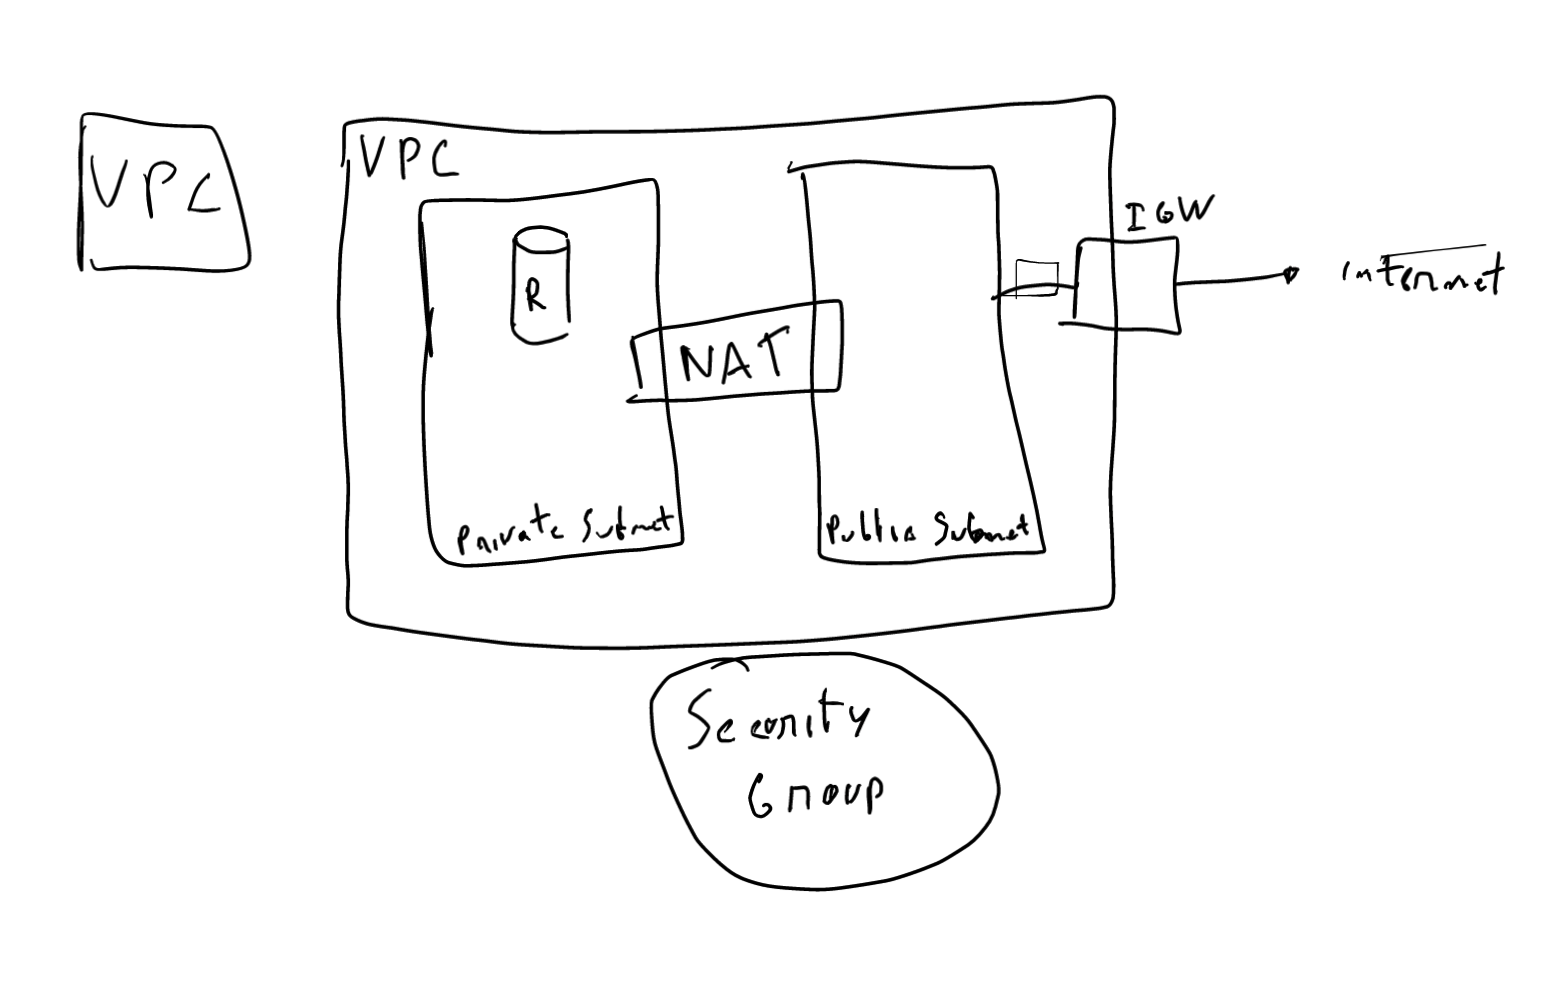 VPC
VPC
R
NAT
IGW
internet
Private Subnet
Public Subnet
Security
Group